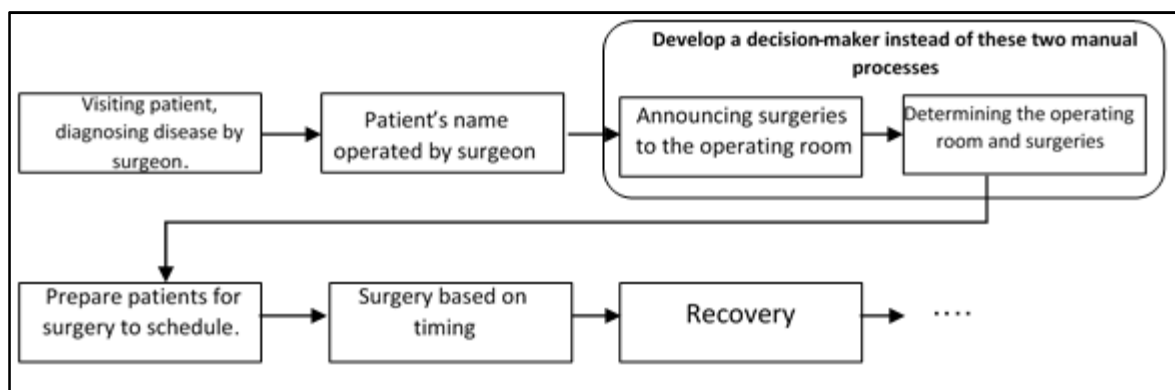 Develop a decision-maker instead of these two manual
processes
Visiting patient,
diagnosing disease by
surgeon.
Patient's name
operated by surgeon
Announcing surgeries
to the operating room
Determining the operating
room and surgeries
Prepare patients for
surgery to schedule.
Surgery based on
timing
Recovery
....